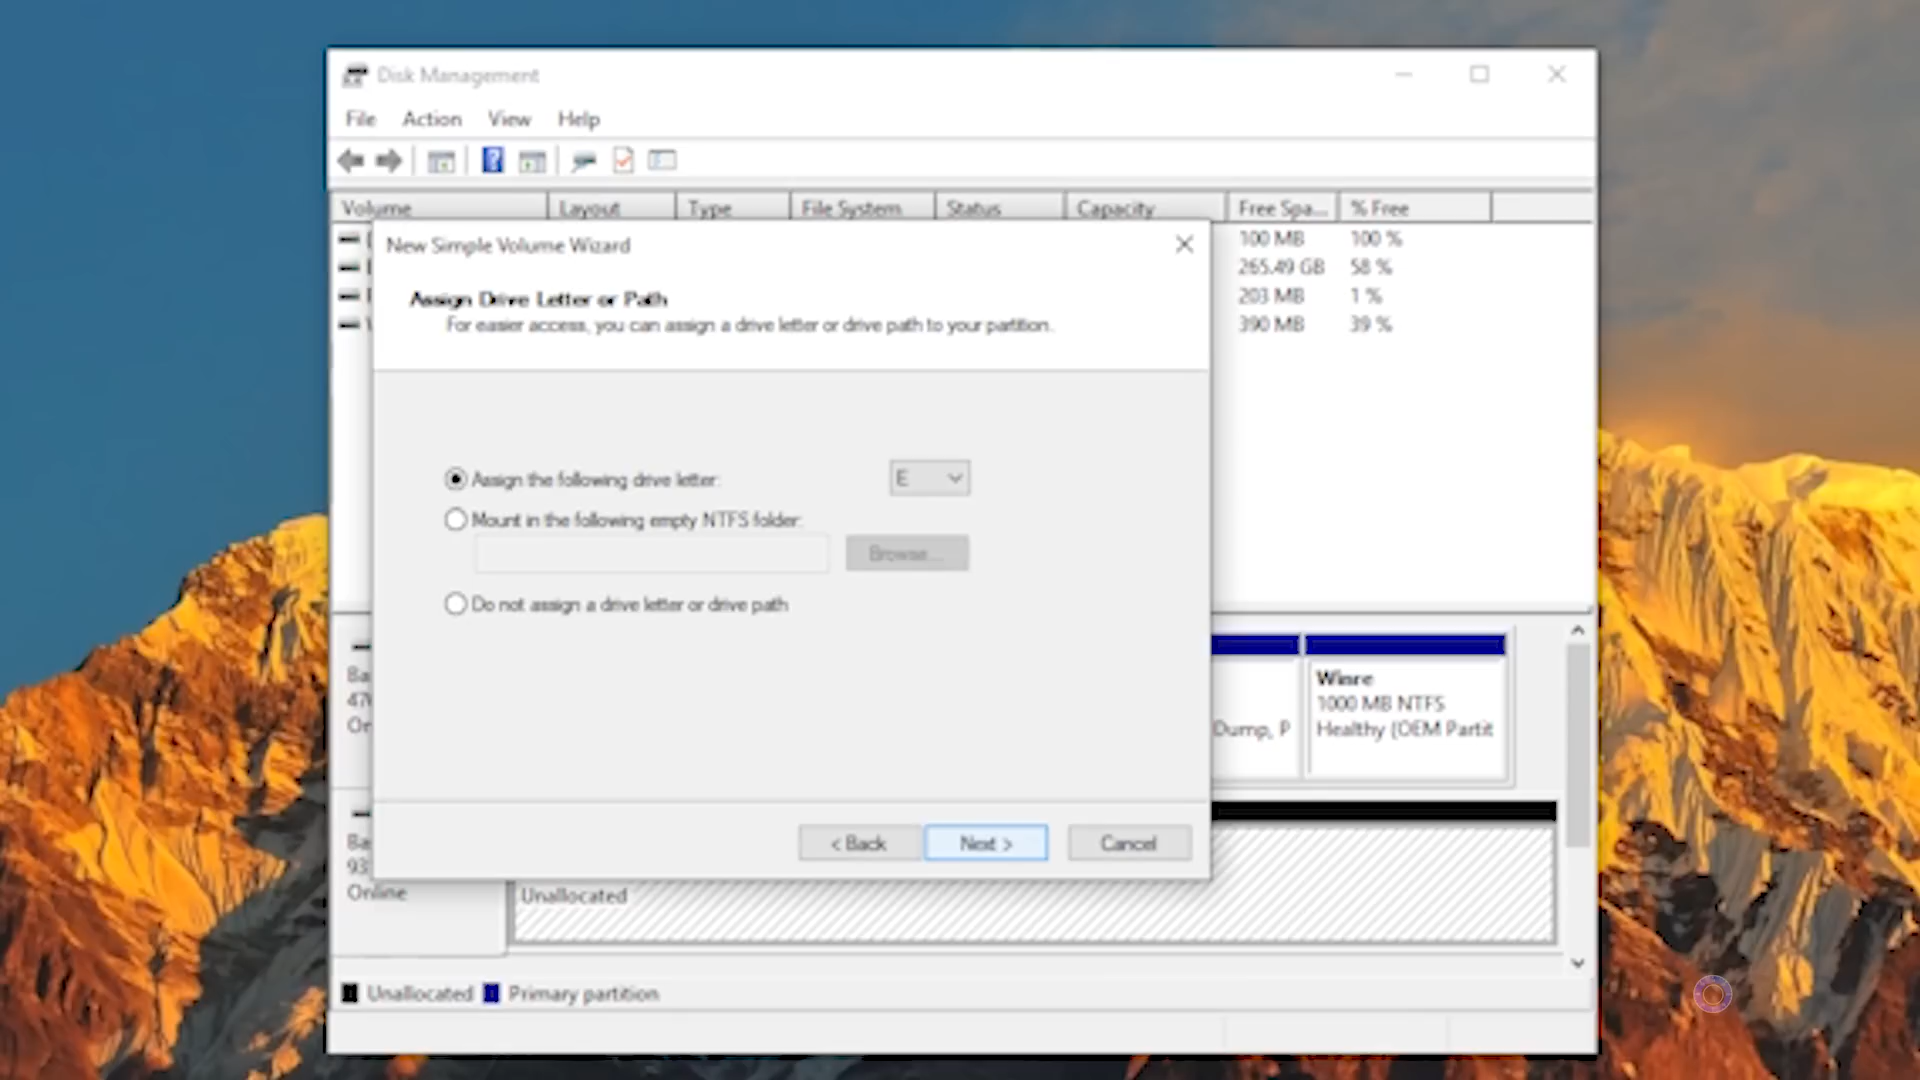 Disk Management
File Action View Help
Volume Layout Type File System Status Capacity Free Spa... % Free
100 MB 100 %
265.49 GB 58 %
203 MB 1 %
390 MB 39 %
New Simple Volume Wizard
Assign Drive Letter or Path
For easier access, you can assign a drive letter or drive path to your partition.
Assign the following drive letter: E
Mount in the following empty NTFS folder:
Browse...
Do not assign a drive letter or drive path
< Back Next > Cancel
Ba
Dump, P
Winre
1000 MB NTFS
Healthy (OEM Partit
Ba
93
Online
Unallocated
Unallocated Primary partition